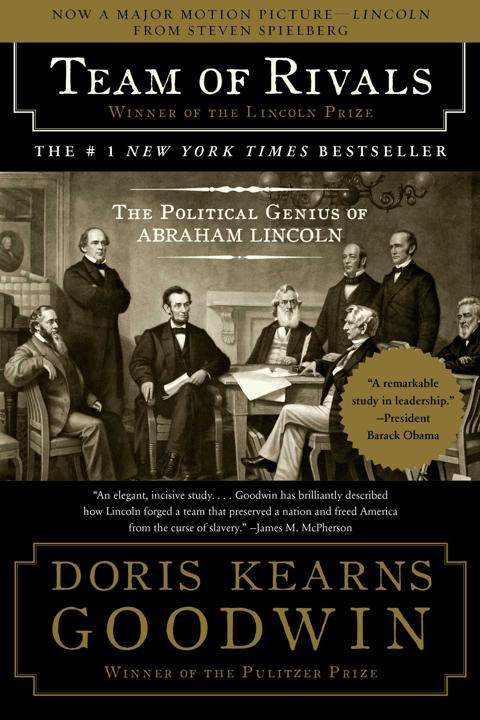 NOW A MAJOR MOTION PICTURE—LINCOLN
FROM STEVEN SPIELBERG
TEAM OF RIVALS
WINNER OF THE LINCOLN PRIZE
THE #1 NEW YORK TIMES BESTSELLER
THE POLITICAL GENIUS OF
ABRAHAM LINCOLN
“A remarkable
study in leadership.”
–President
Barack Obama
“An elegant, incisive study. . . . Goodwin has brilliantly described
how Lincoln forged a team that preserved a nation and freed America
from the curse of slavery.” –James M. McPherson
DORIS KEARNS
GOODWIN
WINNER OF THE PULITZER PRIZE